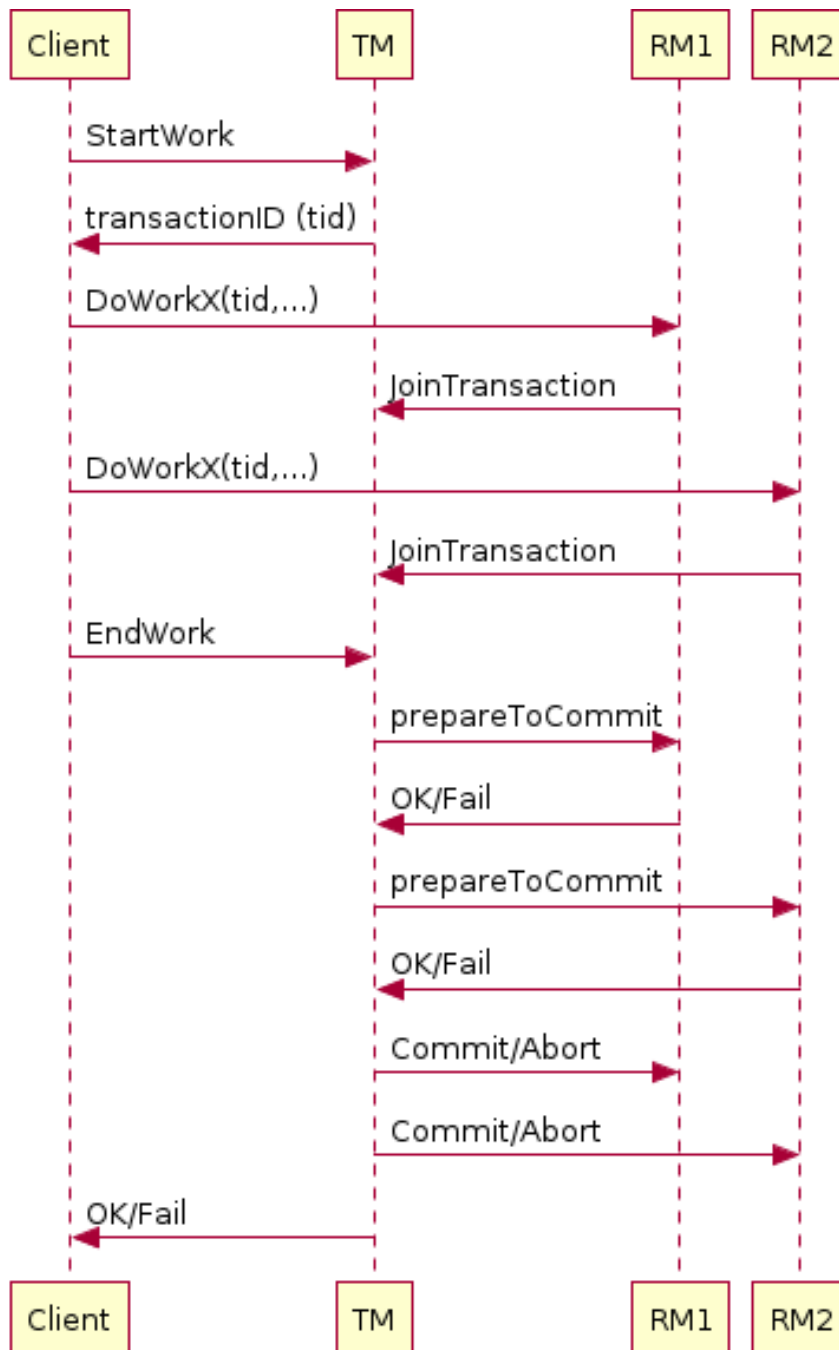 Client TM RM1 RM2
StartWork
transactionID (tid)
DoWorkX(tid,...)
JoinTransaction
DoWorkX(tid,...)
JoinTransaction
EndWork
prepareToCommit
OK/Fail
prepareToCommit
OK/Fail
Commit/Abort
Commit/Abort
OK/Fail
Client TM RM1 RM2